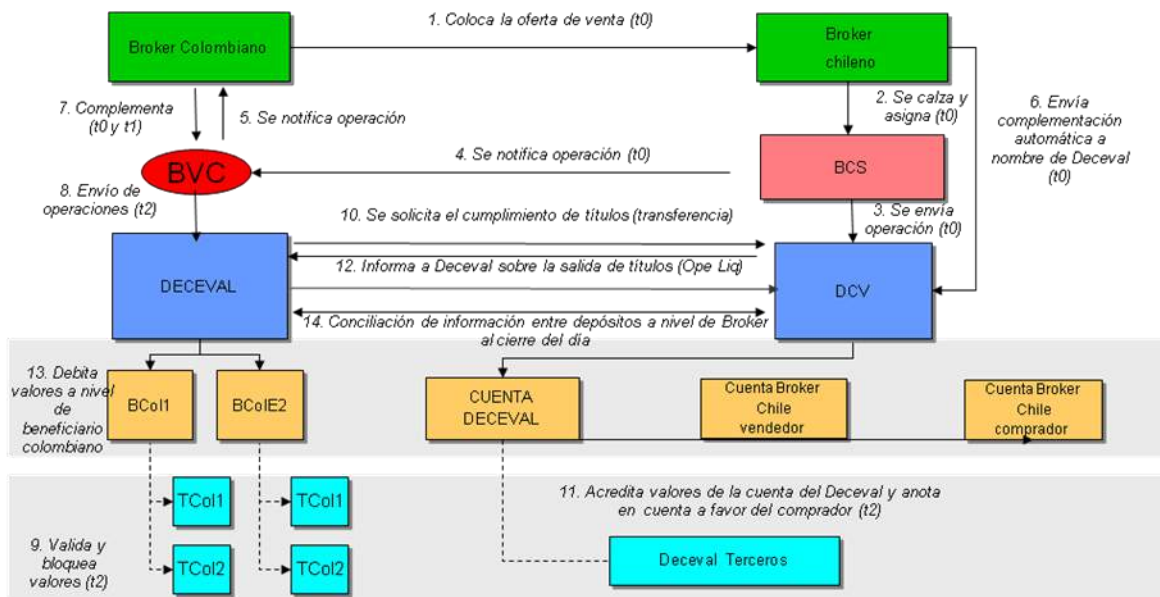 1. Coloca la oferta de venta (t0)
Broker Colombiano
Broker
chileno
7. Complementa
(t0 y t1)
5. Se notifica operación
2. Se calza y
asigna (t0)
6. Envía
complementación
automática a
nombre de Deceval
(t0)
4. Se notifica operación (t0)
BVC
BCS
8. Envío de
operaciones (t2)
10. Se solicita el cumplimiento de títulos (transferencia)
3. Se envía
operación (t0)
DECEVAL
12. Informa a Deceval sobre la salida de títulos (Ope Liq)
DCV
14. Conciliación de información entre depósitos a nivel de Broker
al cierre del día
13. Debita
valores a nivel
de
beneficiario
colombiano
BCol1
BColE2
CUENTA
DECEVAL
Cuenta Broker
Chile
vendedor
Cuenta Broker
Chile
comprador
TCol1
TCol1
11. Acredita valores de la cuenta del Deceval y anota
en cuenta a favor del comprador (t2)
9. Valida y
bloquea
valores (t2)
TCol2
TCol2
Deceval Terceros